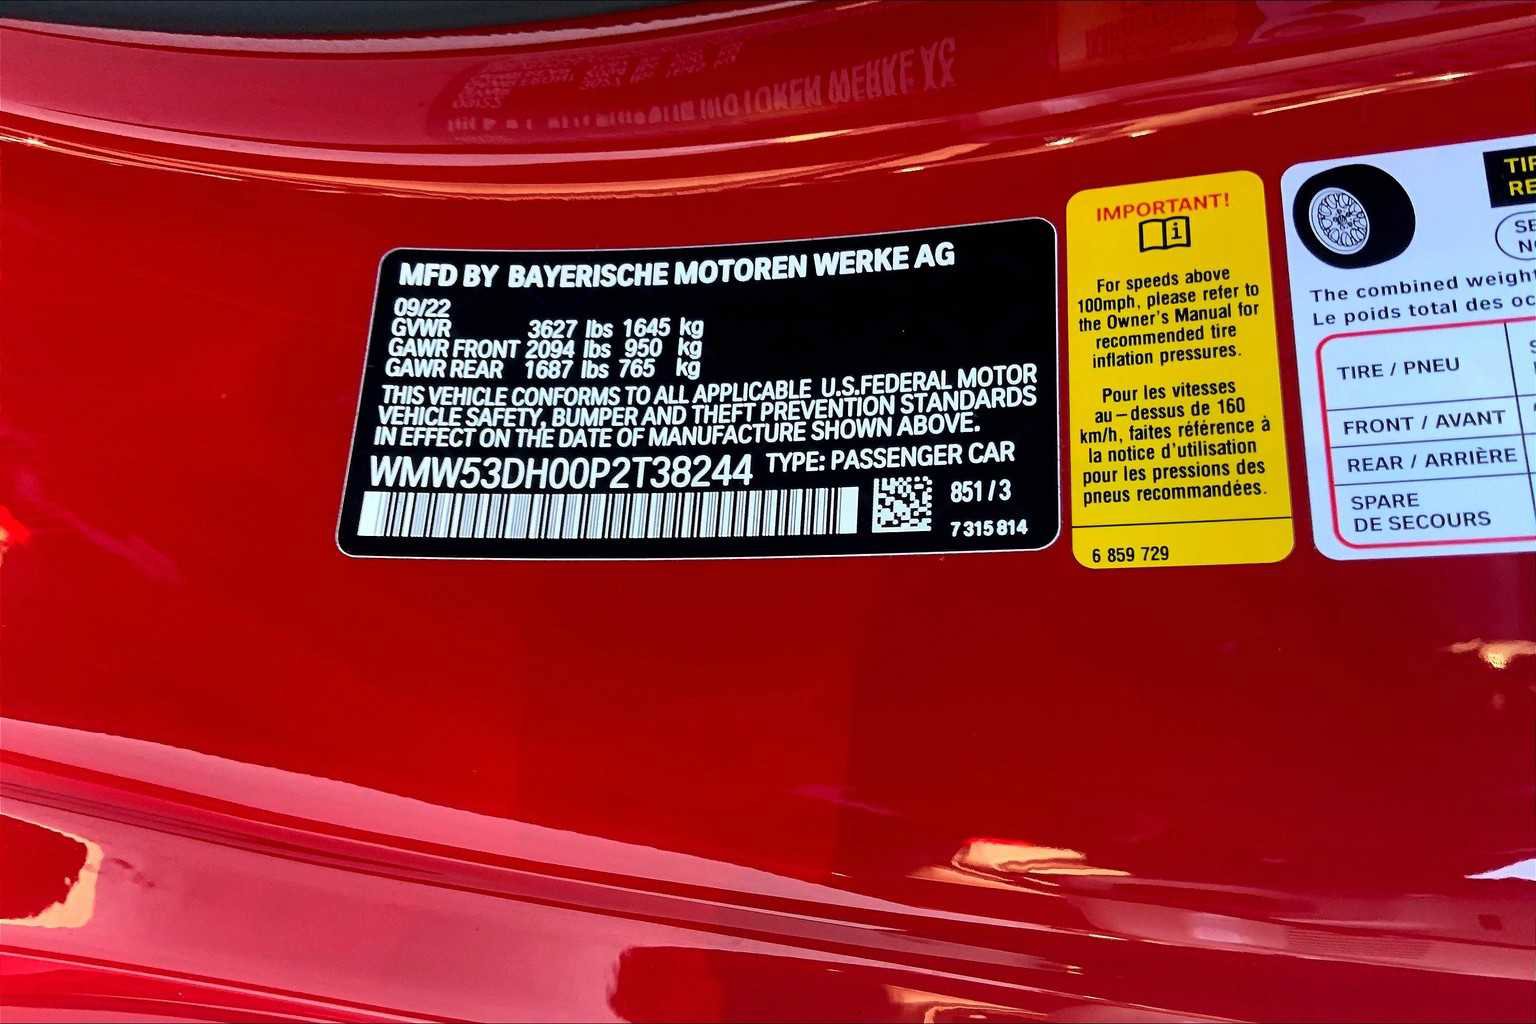 MFD BY BAYERISCHE MOTOREN WERKE AG
09/22
GVWR 3627 lbs 1645 kg
GAWR FRONT 2094 lbs 950 kg
GAWR REAR 1687 lbs 765 kg
THIS VEHICLE CONFORMS TO ALL APPLICABLE U.S.FEDERAL MOTOR
VEHICLE SAFETY, BUMPER AND THEFT PREVENTION STANDARDS
IN EFFECT ON THE DATE OF MANUFACTURE SHOWN ABOVE.
WMW53DH00P2T38244 TYPE: PASSENGER CAR
851 / 3
7 315 814
IMPORTANT!
i
For speeds above
100mph, please refer to
the Owner's Manual for
recommended tire
inflation pressures.
Pour les vitesses
au – dessus de 160
km/h, faites référence à
la notice d'utilisation
pour les pressions des
pneus recommandées.
6 859 729
The combined weight
Le poids total des
TIRE / PNEU
FRONT / AVANT
REAR / ARRIÈRE
SPARE
DE SECOURS